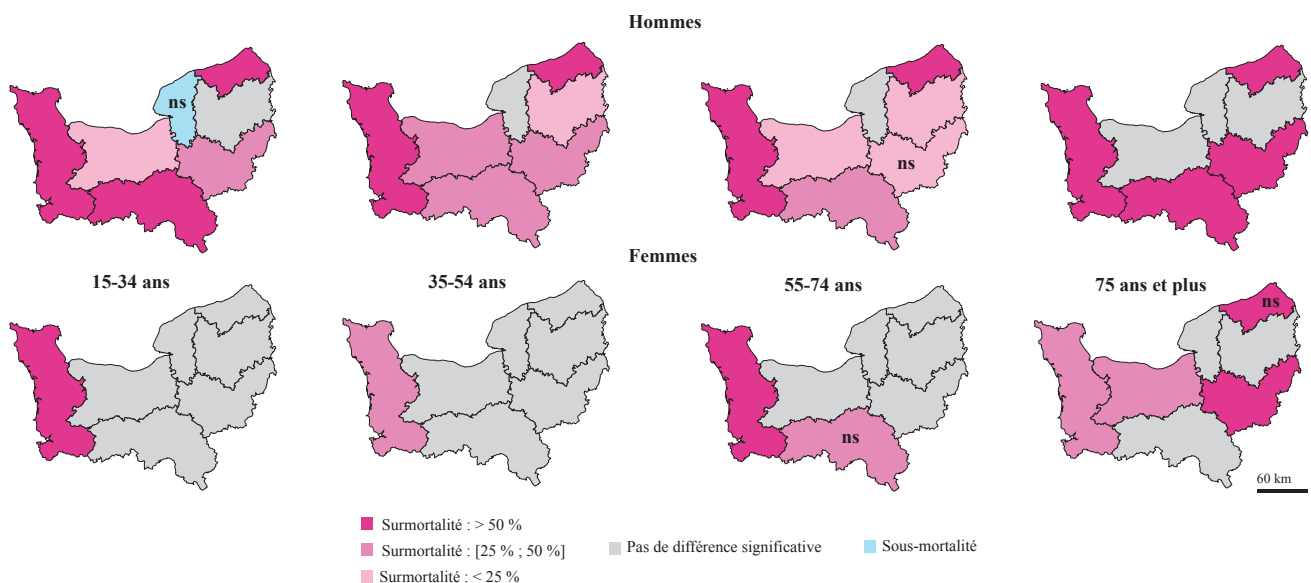 Hommes
ns
ns
Femmes
15-34 ans
35-54 ans
55-74 ans
75 ans et plus
ns
ns
60 km
Surmortalité : > 50 %
Surmortalité : [25 % ; 50 %]
Pas de différence significative
Sous-mortalité
Surmortalité : < 25 %